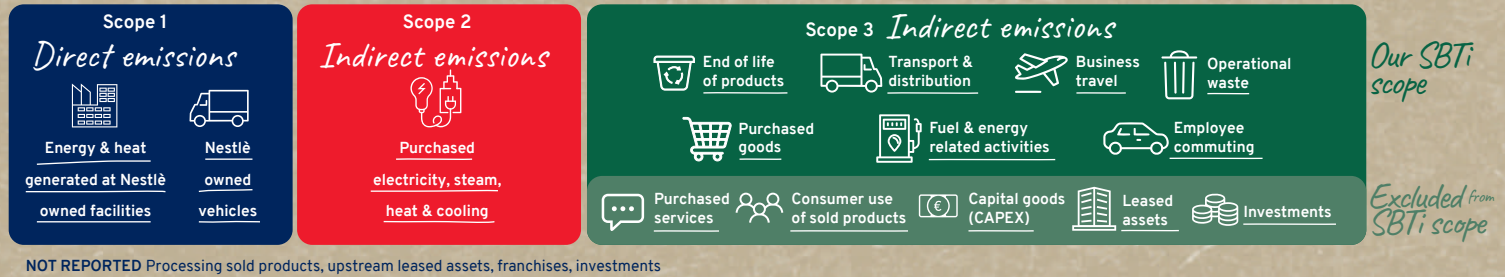 Scope 1
Direct emissions
Energy & heat
generated at Nestlè
owned facilities
Nestlè
owned
vehicles
Scope 2
Indirect emissions
Purchased
electricity, steam,
heat & cooling
Scope 3 Indirect emissions
End of life
of products
Transport &
distribution
Business
travel
Operational
waste
Purchased
goods
Fuel & energy
related activities
Employee
commuting
Our SBTi
scope
Purchased
services
Consumer use
of sold products
€
Capital goods
(CAPEX)
Leased
assets
Investments
Excluded from
SBTi scope
NOT REPORTED Processing sold products, upstream leased assets, franchises, investments